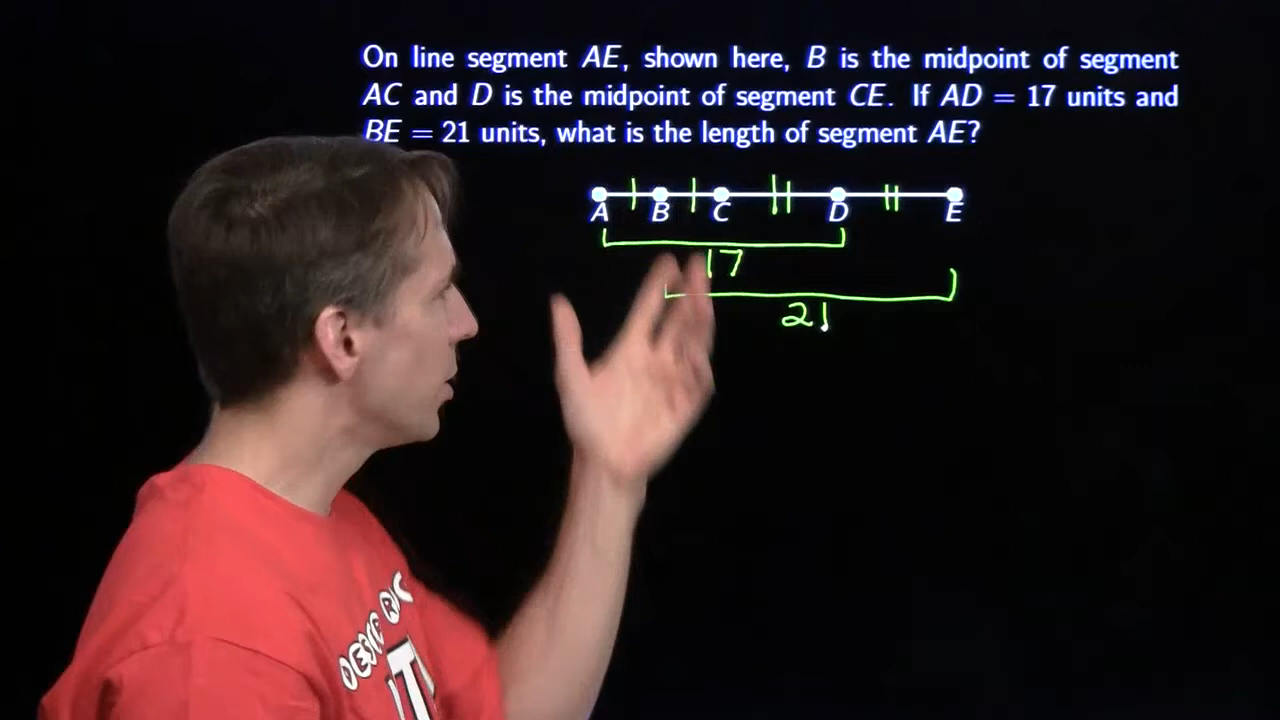 On line segment AE, shown here, B is the midpoint of segment
AC and D is the midpoint of segment CE. If AD = 17 units and
BE = 21 units, what is the length of segment AE?
A B C D E
17
21